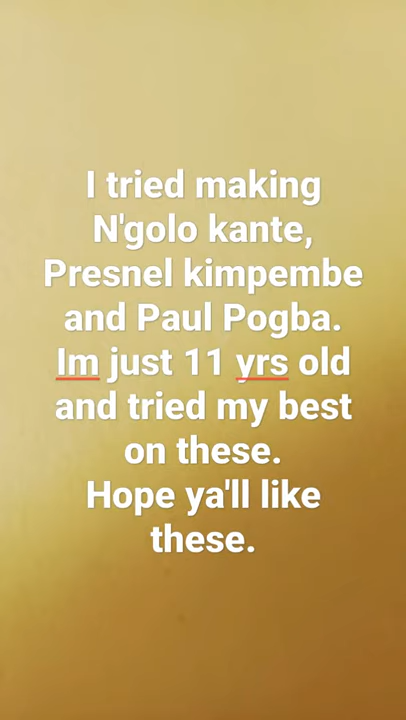 I tried making
N'golo kante,
Presnel kimpembe
and Paul Pogba.
Im just 11 yrs old
and tried my best
on these.
Hope ya'll like
these.